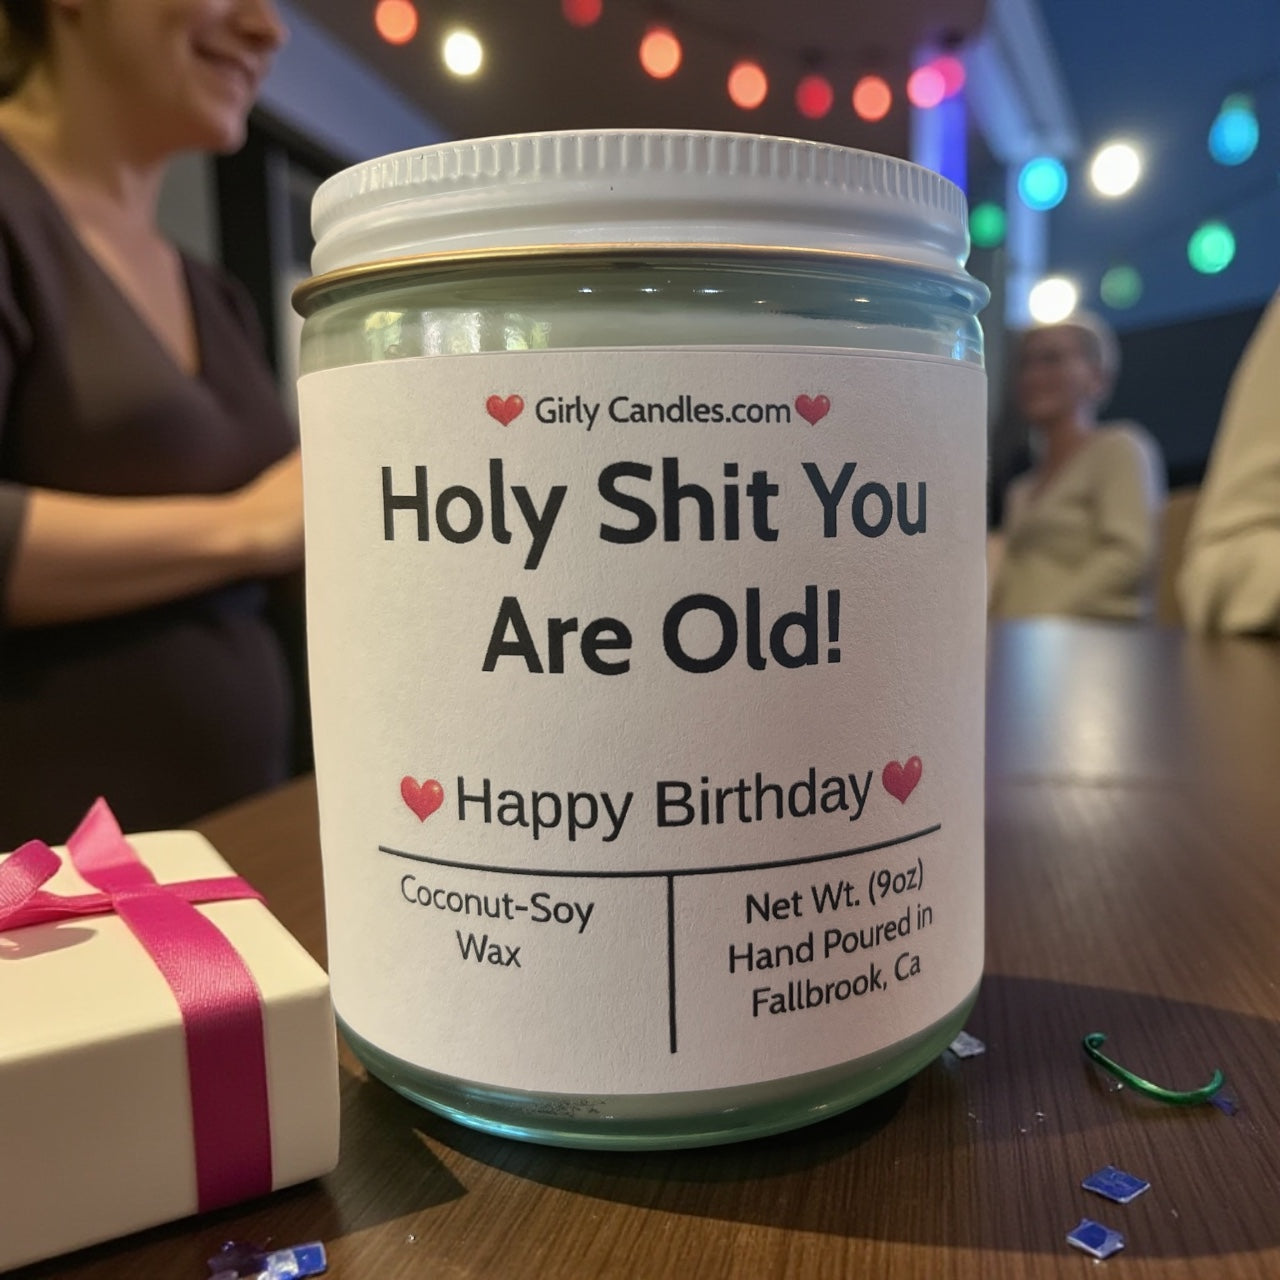 ❤️ Girly Candles.com ❤️
Holy Shit You
Are Old!
❤️ Happy Birthday ❤️
Coconut-Soy
Wax
Net Wt. (9oz)
Hand Poured in
Fallbrook, Ca